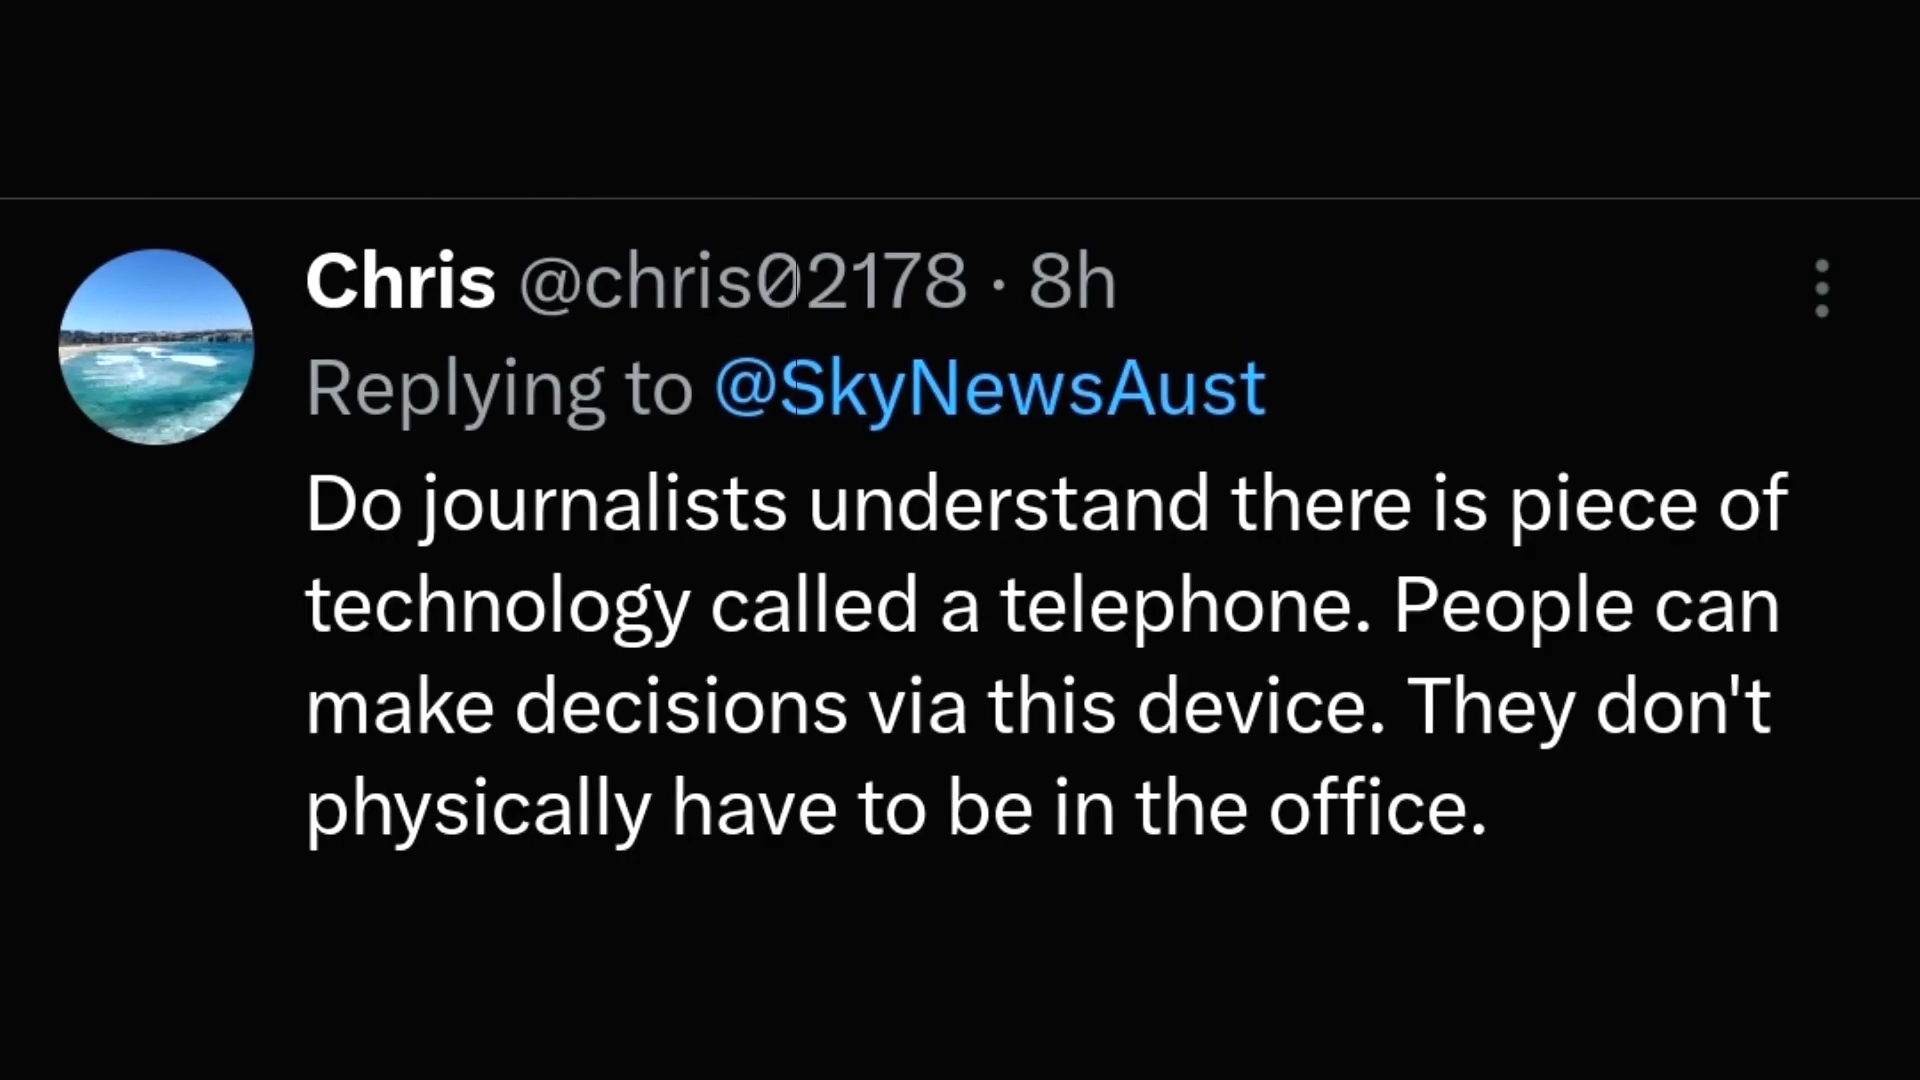 Chris @chris02178 · 8h
Replying to @SkyNewsAust
Do journalists understand there is piece of
technology called a telephone. People can
make decisions via this device. They don't
physically have to be in the office.